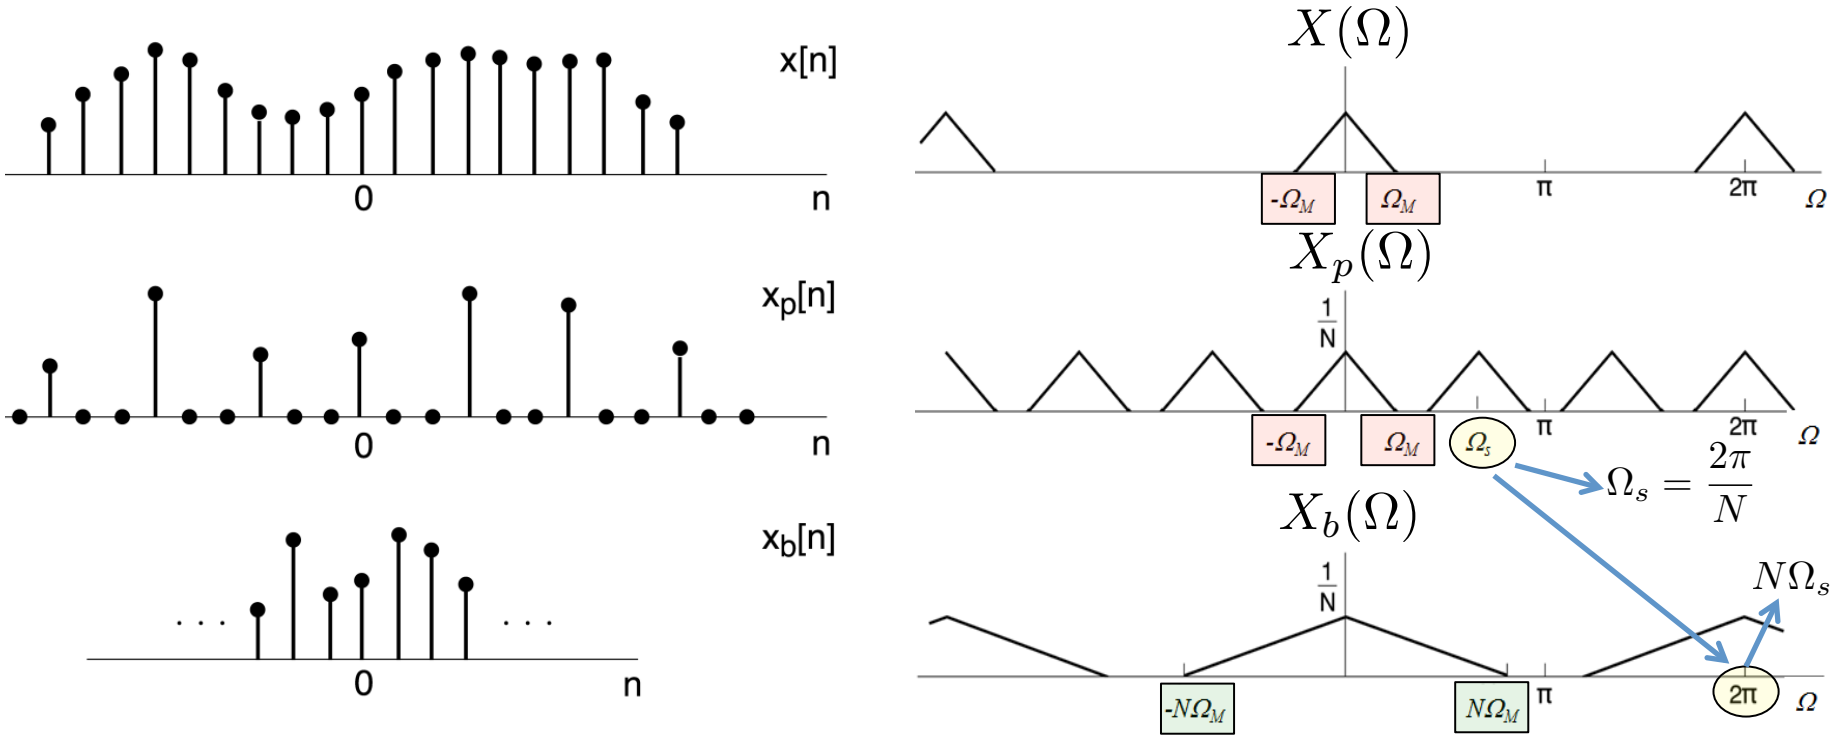 x[n]
0
n
x_p[n]
0
n
x_b[n]
. . .
. . .
0
n
X(Ω)
-Ω_M
Ω_M
π
2π
Ω
X_p(Ω)
1/N
-Ω_M
Ω_M
Ω_s
π
2π
Ω
Ω_s = 2π/N
X_b(Ω)
1/N
NΩ_s
-NΩ_M
NΩ_M
π
2π
Ω